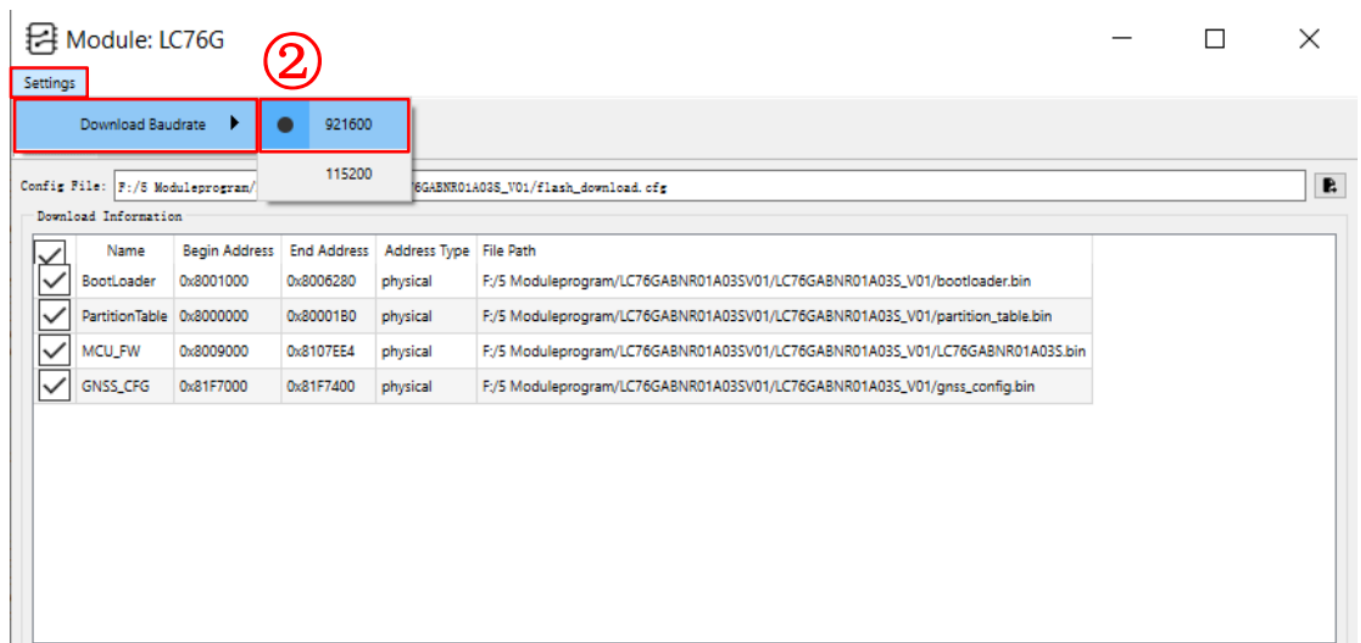 Module: LC76G
②
Settings
Download Baudrate
921600
115200
Config File: F:/5 Moduleprogram/ 76GABNR01A03S_V01/flash_download.cfg
Download Information
Name Begin Address End Address Address Type File Path
BootLoader 0x8001000 0x8006280 physical F:/5 Moduleprogram/LC76GABNR01A03SV01/LC76GABNR01A03S_V01/bootloader.bin
PartitionTable 0x8000000 0x80001B0 physical F:/5 Moduleprogram/LC76GABNR01A03SV01/LC76GABNR01A03S_V01/partition_table.bin
MCU_FW 0x8009000 0x8107EE4 physical F:/5 Moduleprogram/LC76GABNR01A03SV01/LC76GABNR01A03S_V01/LC76GABNR01A03S.bin
GNSS_CFG 0x81F7000 0x81F7400 physical F:/5 Moduleprogram/LC76GABNR01A03SV01/LC76GABNR01A03S_V01/gnss_config.bin